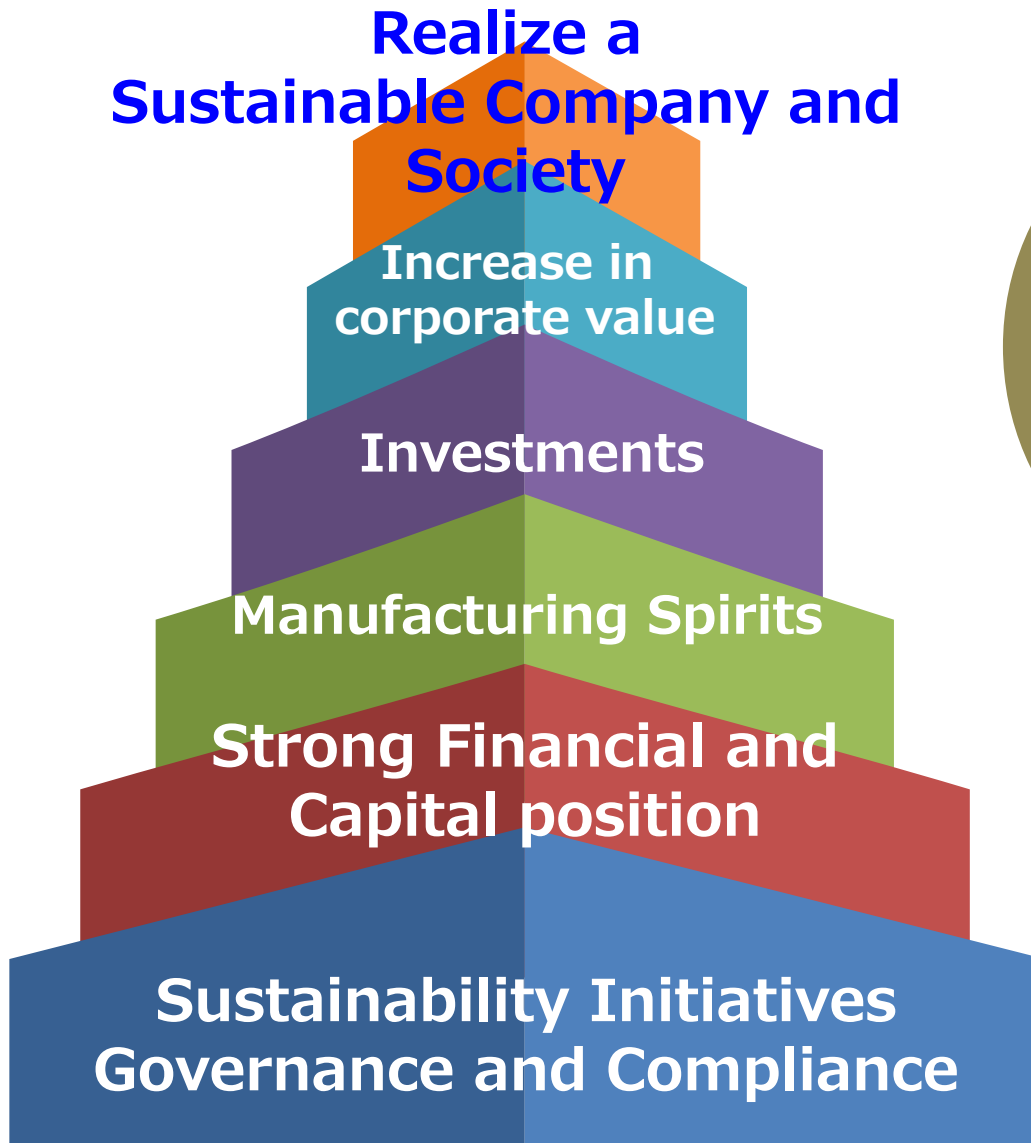 Realize a
Sustainable Company and
Society
Increase in
corporate value
Investments
Manufacturing Spirits
Strong Financial and
Capital position
Sustainability Initiatives
Governance and Compliance